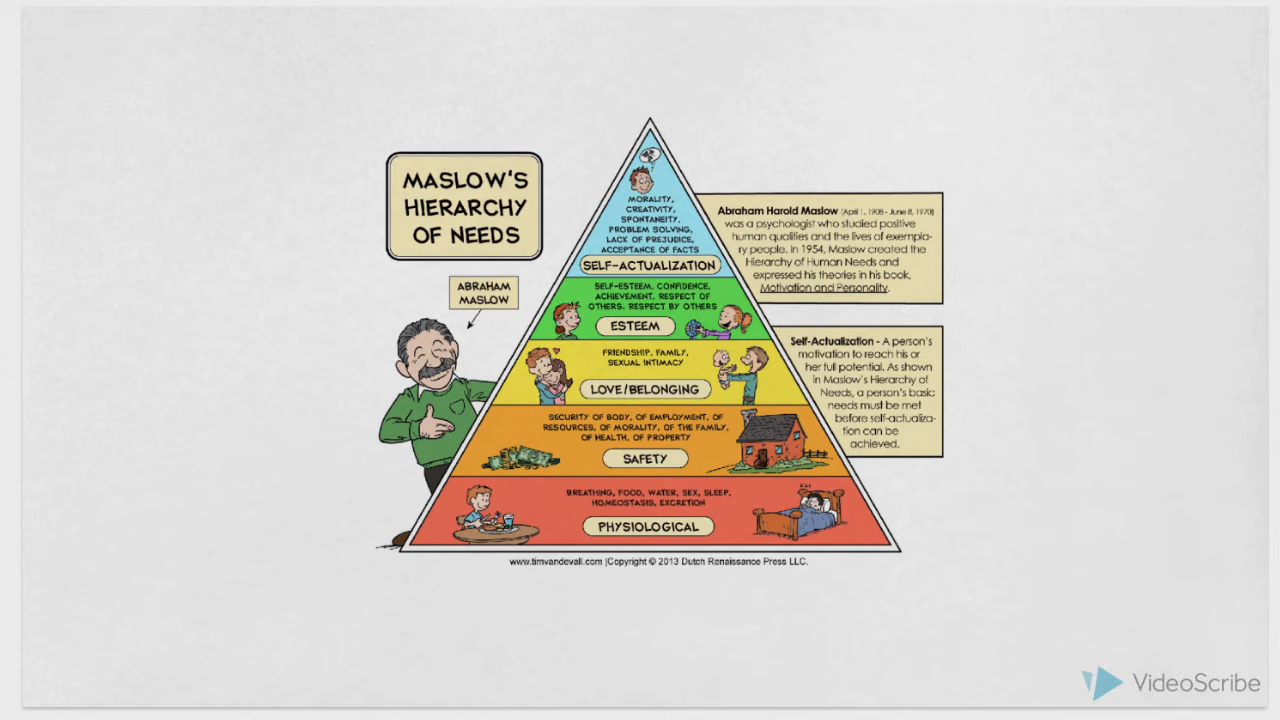 MASLOW'S
HIERARCHY
OF NEEDS
ABRAHAM
MASLOW
MORALITY,
CREATIVITY,
SPONTANEITY,
PROBLEM SOLVING,
LACK OF PREJUDICE,
ACCEPTANCE OF FACTS
SELF-ACTUALIZATION
SELF-ESTEEM, CONFIDENCE,
ACHIEVEMENT, RESPECT OF
OTHERS, RESPECT BY OTHERS
ESTEEM
FRIENDSHIP, FAMILY,
SEXUAL INTIMACY
LOVE/BELONGING
SECURITY OF BODY, OF EMPLOYMENT, OF
RESOURCES, OF MORALITY, OF THE FAMILY,
OF HEALTH, OF PROPERTY
SAFETY
BREATHING, FOOD, WATER, SEX, SLEEP,
HOMEOSTASIS, EXCRETION
PHYSIOLOGICAL
Abraham Harold Maslow (April 1, 1908 - June 8, 1970)
was a psychologist who studied positive
human qualities and the lives of exempla-
ry people. In 1954, Maslow created the
Hierarchy of Human Needs and
expressed his theories in his book,
Motivation and Personality.
Self-Actualization - A person's
motivation to reach his or
her full potential. As shown
in Maslow's Hierarchy of
Needs, a person's basic
needs must be met
before self-actualiza-
tion can be
achieved.
www.timvandevall.com |Copyright © 2013 Dutch Renaissance Press LLC.
VideoScribe